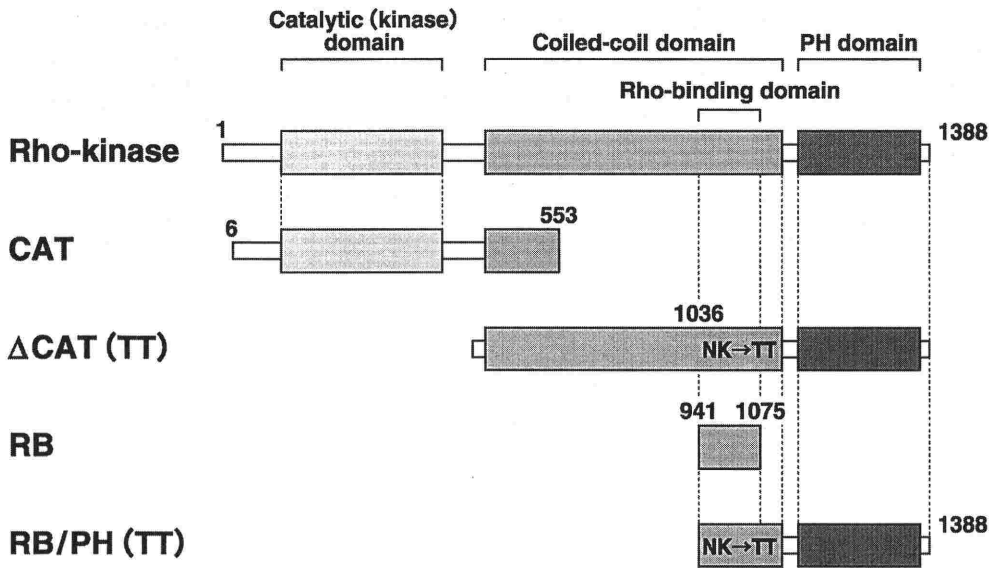 Catalytic (kinase)
domain
Coiled-coil domain
PH domain
Rho-binding domain
Rho-kinase
1
1388
CAT
6
553
ΔCAT (TT)
1036
NK→TT
RB
941
1075
RB/PH (TT)
NK→TT
1388